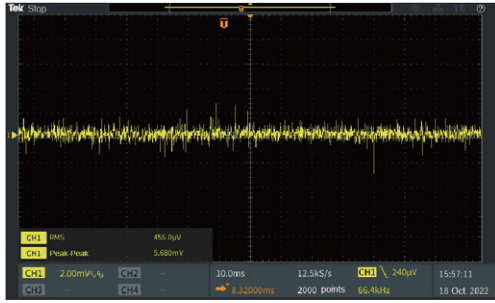 Tek Stop
T
CH1 RMS 455.0µV
CH1 Peak-Peak 5.680mV
CH1 2.00mV CH2 -- 10.0ms 12.5kS/s CH1 240µV 15:57:11
CH3 -- CH4 -- 8.32000ms 2000 points 66.4kHz 18 Oct. 2022